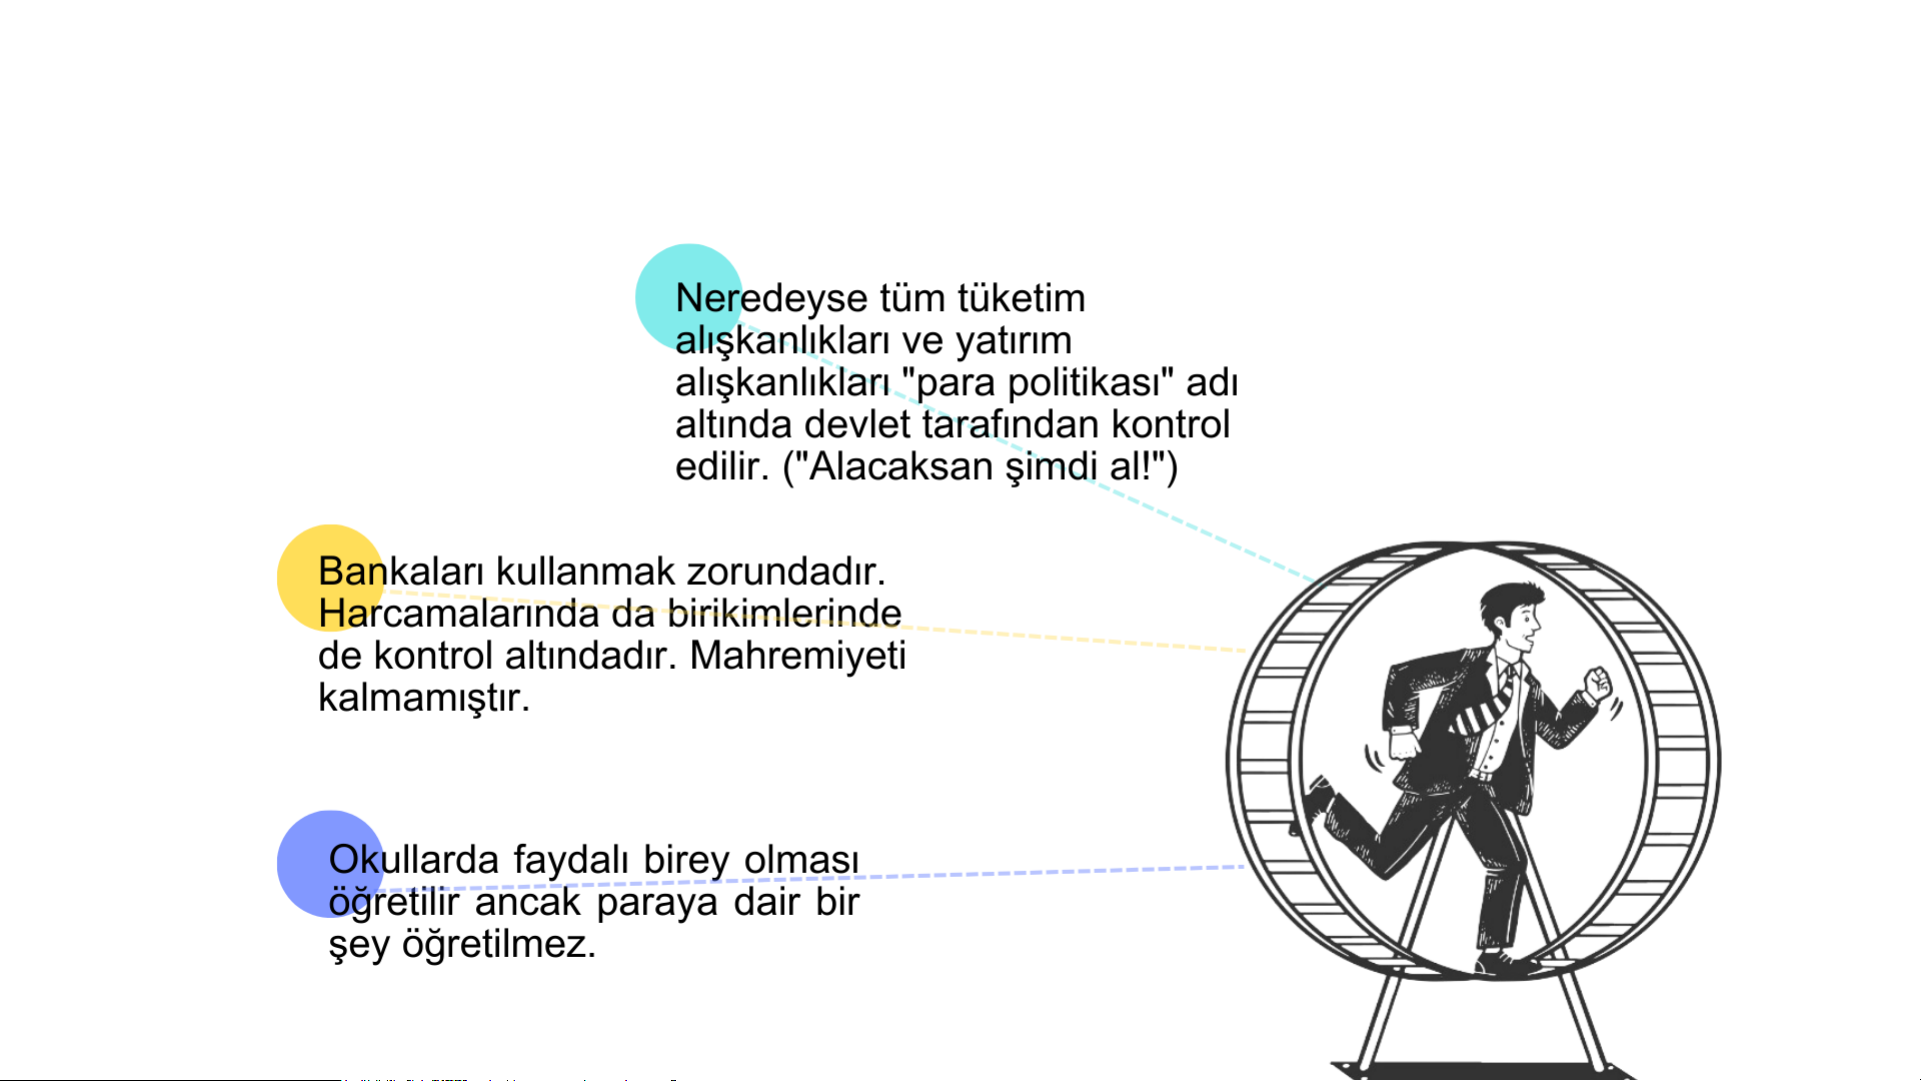 Neredeyse tüm tüketim
alışkanlıkları ve yatırım
alışkanlıkları "para politikası" adı
altında devlet tarafından kontrol
edilir. ("Alacaksan şimdi al!")
Bankaları kullanmak zorundadır.
Harcamalarında da birikimlerinde
de kontrol altındadır. Mahremiyeti
kalmamıştır.
Okullarda faydalı birey olması
öğretilir ancak paraya dair bir
şey öğretilmez.